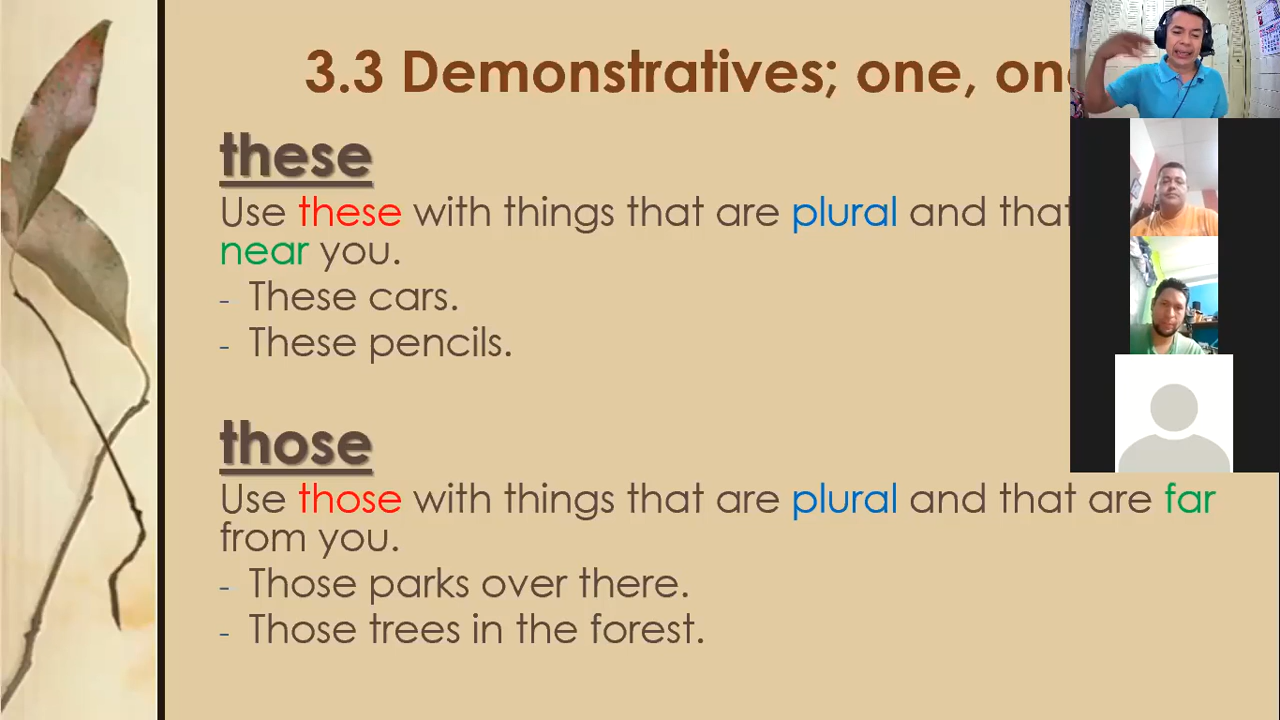 3.3 Demonstratives; one,
these
Use these with things that are plural and that
near you.
- These cars.
- These pencils.
those
Use those with things that are plural and that are far
from you.
- Those parks over there.
- Those trees in the forest.